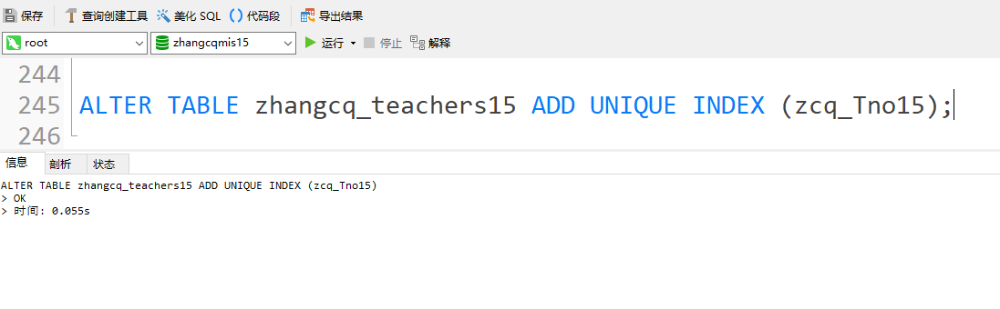 保存 查询创建工具 美化 SQL () 代码段 导出结果
root zhangcqmis15 运行 停止 解释
244
245 ALTER TABLE zhangcq_teachers15 ADD UNIQUE INDEX (zcq_Tno15);
246
信息 剖析 状态
ALTER TABLE zhangcq_teachers15 ADD UNIQUE INDEX (zcq_Tno15)
> OK
> 时间: 0.055s